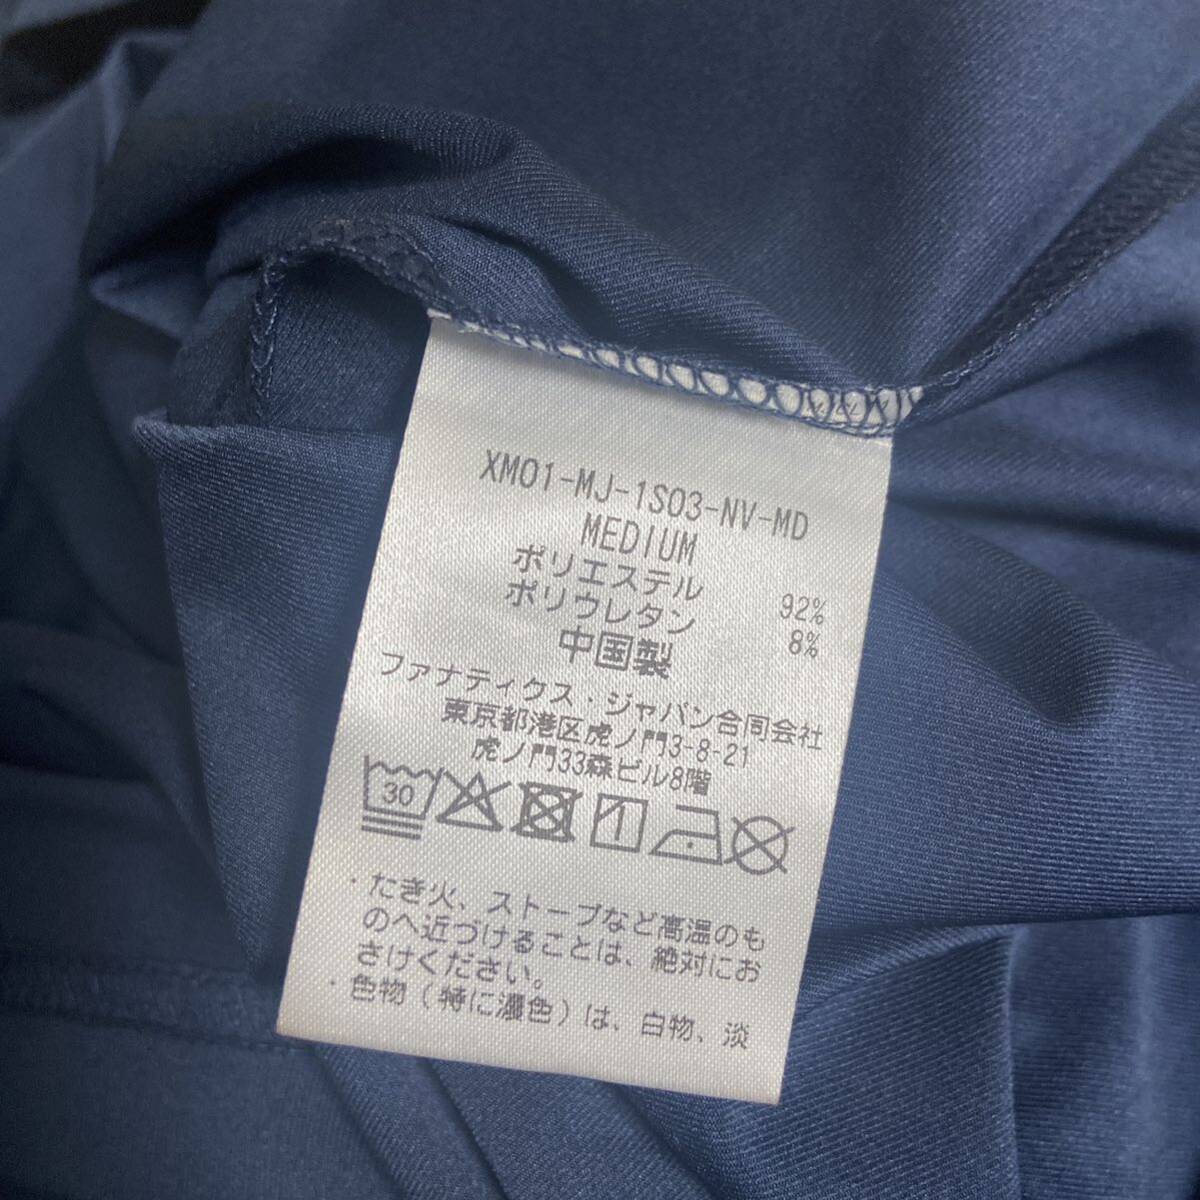 XM01-MJ-1S03-NV-MD
MEDIUM
ポリエステル 92%
ポリウレタン 8%
中国製
ファナティクス・ジャパン合同会社
東京都港区虎ノ門3-8-21
虎ノ門33森ビル8階
30
・たき火、ストーブなど高温のも
のへ近づけることは、絶対にお
さけください。
・色物(特に濃色)は、白物、淡